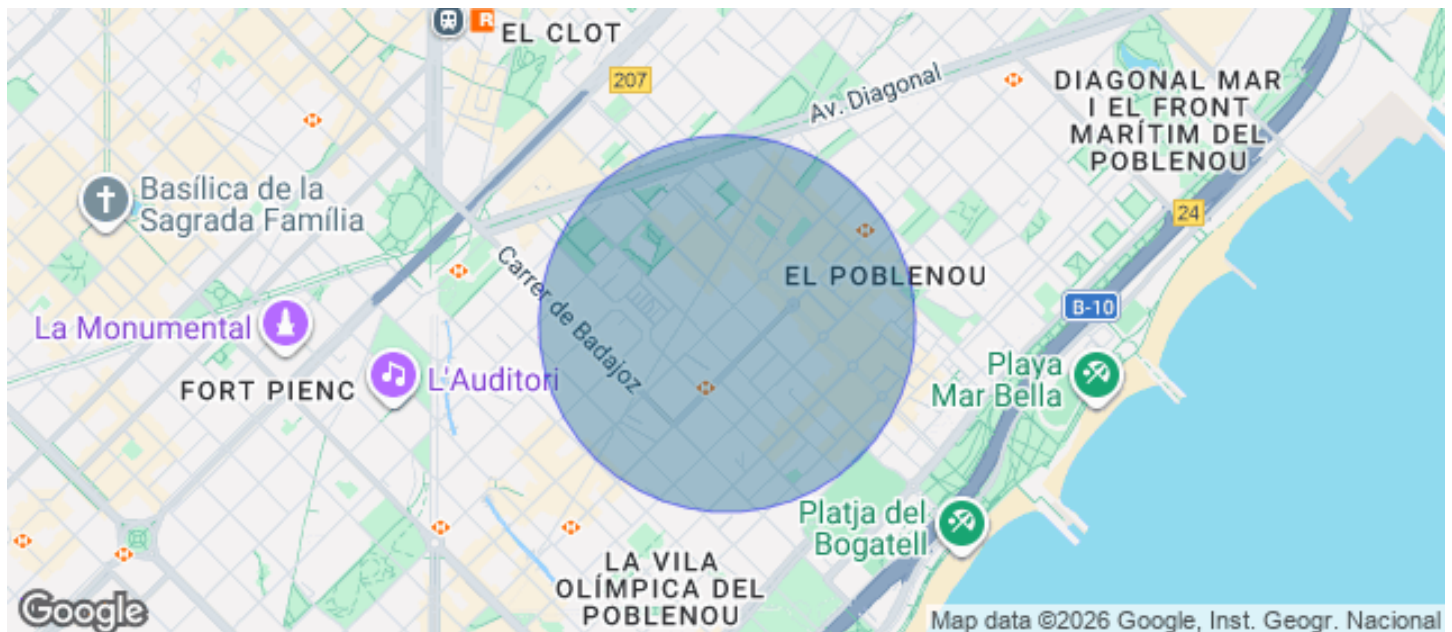 R
EL CLOT
207
Av. Diagonal
DIAGONAL MAR
I EL FRONT
MARÍTIM DEL
POBLENOU
Basílica de la
Sagrada Família
24
Carrer de Badajoz
EL POBLENOU
B-10
La Monumental
FORT PIENC
L'Auditori
Playa
Mar Bella
Platja del
Bogatell
LA VILA
OLÍMPICA DEL
POBLENOU
Google
Map data ©2026 Google, Inst. Geogr. Nacional